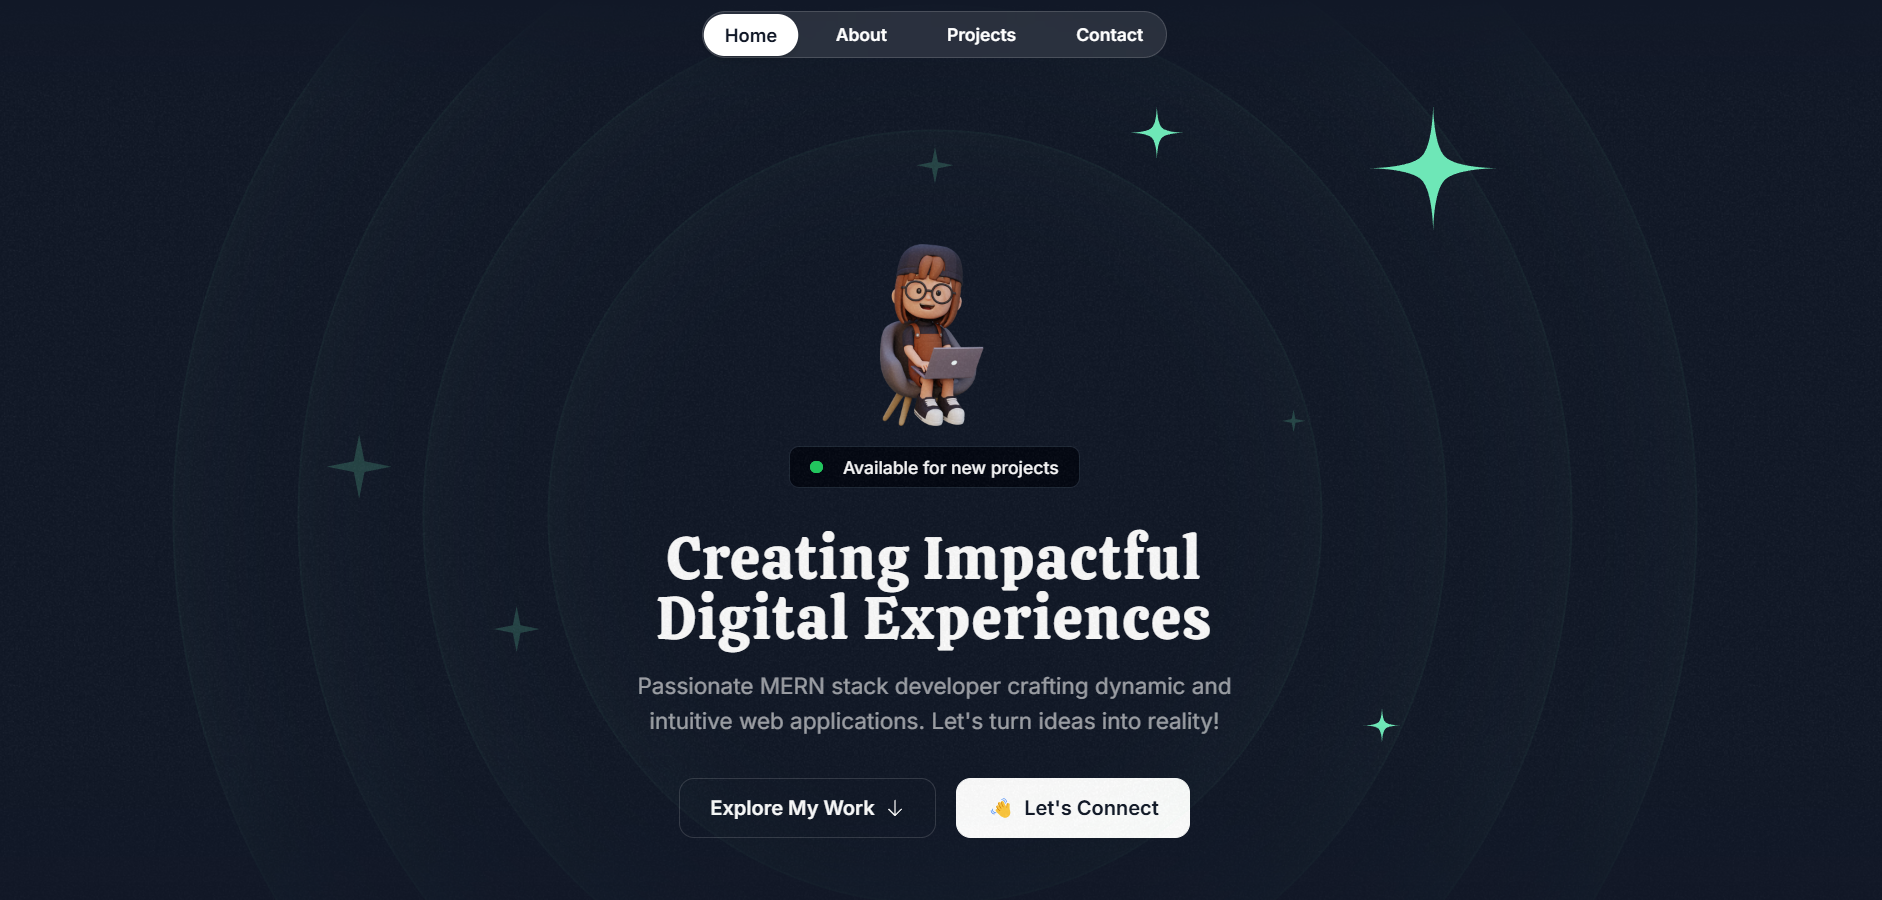 Home About Projects Contact
Available for new projects
Creating Impactful
Digital Experiences
Passionate MERN stack developer crafting dynamic and
intuitive web applications. Let's turn ideas into reality!
Explore My Work ↓ 👋 Let's Connect